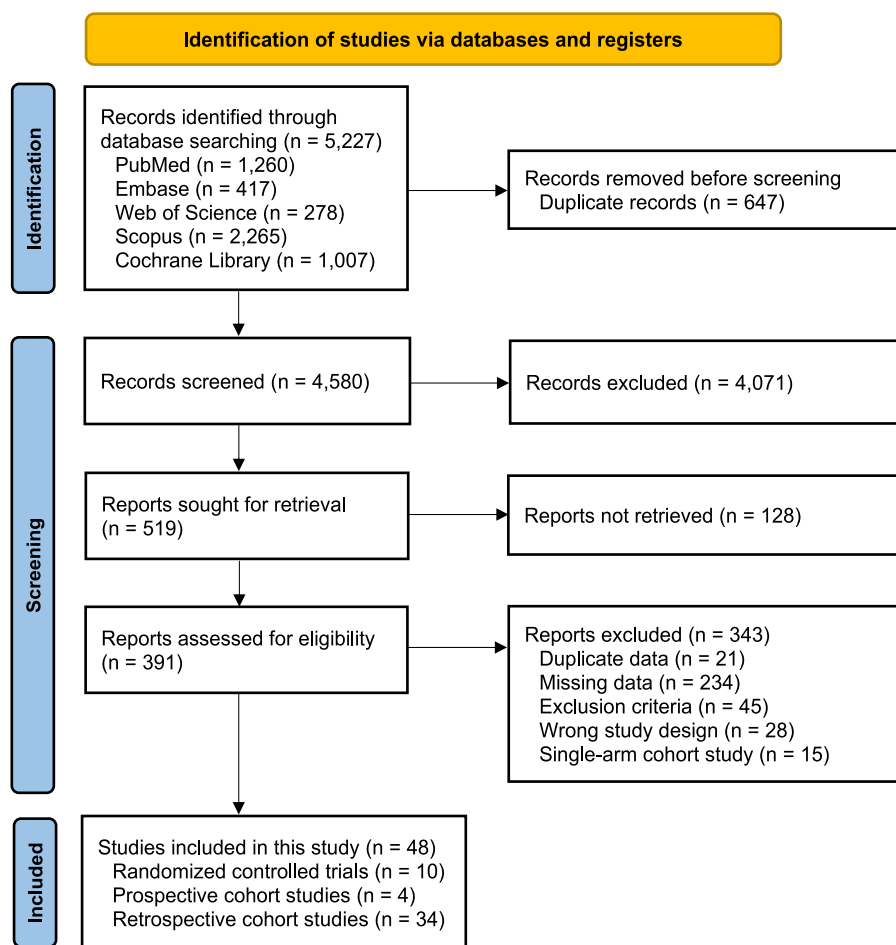 Identification of studies via databases and registers
Identification
Records identified through
database searching (n = 5,227)
PubMed (n = 1,260)
Embase (n = 417)
Web of Science (n = 278)
Scopus (n = 2,265)
Cochrane Library (n = 1,007)
Records removed before screening
Duplicate records (n = 647)
Screening
Records screened (n = 4,580)
Records excluded (n = 4,071)
Reports sought for retrieval
(n = 519)
Reports not retrieved (n = 128)
Reports assessed for eligibility
(n = 391)
Reports excluded (n = 343)
Duplicate data (n = 21)
Missing data (n = 234)
Exclusion criteria (n = 45)
Wrong study design (n = 28)
Single-arm cohort study (n = 15)
Included
Studies included in this study (n = 48)
Randomized controlled trials (n = 10)
Prospective cohort studies (n = 4)
Retrospective cohort studies (n = 34)